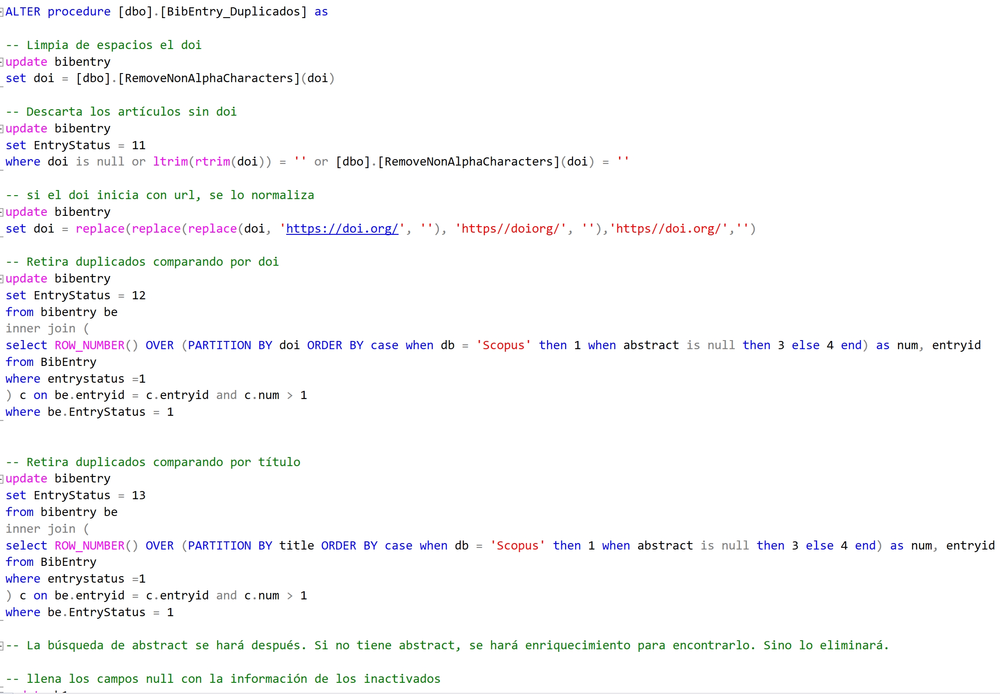 ALTER procedure [dbo].[BibEntry_Duplicados] as
-- Limpia de espacios el doi
update bibentry
set doi = [dbo].[RemoveNonAlphaCharacters](doi)
-- Descarta los artículos sin doi
update bibentry
set EntryStatus = 11
where doi is null or ltrim(rtrim(doi)) = '' or [dbo].[RemoveNonAlphaCharacters](doi) = ''
-- si el doi inicia con url, se lo normaliza
update bibentry
set doi = replace(replace(replace(doi, 'https://doi.org/', ''), 'https//doiorg/', ''),'https//doi.org/','')
-- Retira duplicados comparando por doi
update bibentry
set EntryStatus = 12
from bibentry be
inner join (
select ROW_NUMBER() OVER (PARTITION BY doi ORDER BY case when db = 'Scopus' then 1 when abstract is null then 3 else 4 end) as num, entryid
from BibEntry
where entrystatus =1
) c on be.entryid = c.entryid and c.num > 1
where be.EntryStatus = 1
-- Retira duplicados comparando por título
update bibentry
set EntryStatus = 13
from bibentry be
inner join (
select ROW_NUMBER() OVER (PARTITION BY title ORDER BY case when db = 'Scopus' then 1 when abstract is null then 3 else 4 end) as num, entryid
from BibEntry
where entrystatus =1
) c on be.entryid = c.entryid and c.num > 1
where be.EntryStatus = 1
-- La búsqueda de abstract se hará después. Si no tiene abstract, se hará enriquecimiento para encontrarlo. Sino lo eliminará.
-- llena los campos null con la información de los inactivados